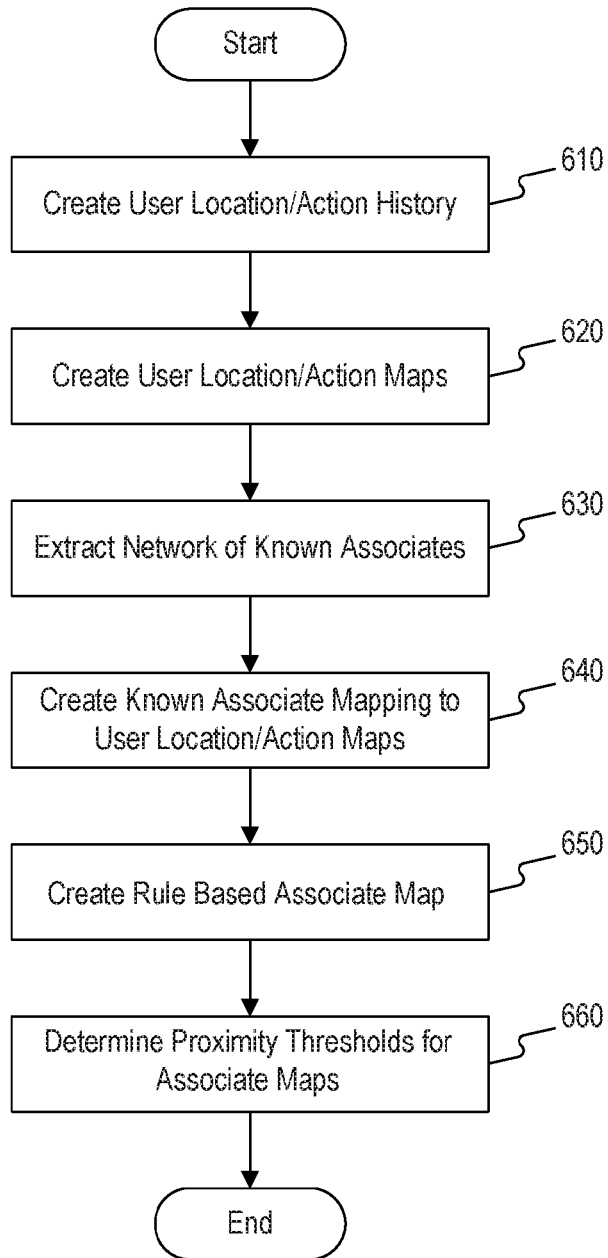 Start
610
Create User Location/Action History
620
Create User Location/Action Maps
630
Extract Network of Known Associates
640
Create Known Associate Mapping to
User Location/Action Maps
650
Create Rule Based Associate Map
660
Determine Proximity Thresholds for
Associate Maps
End